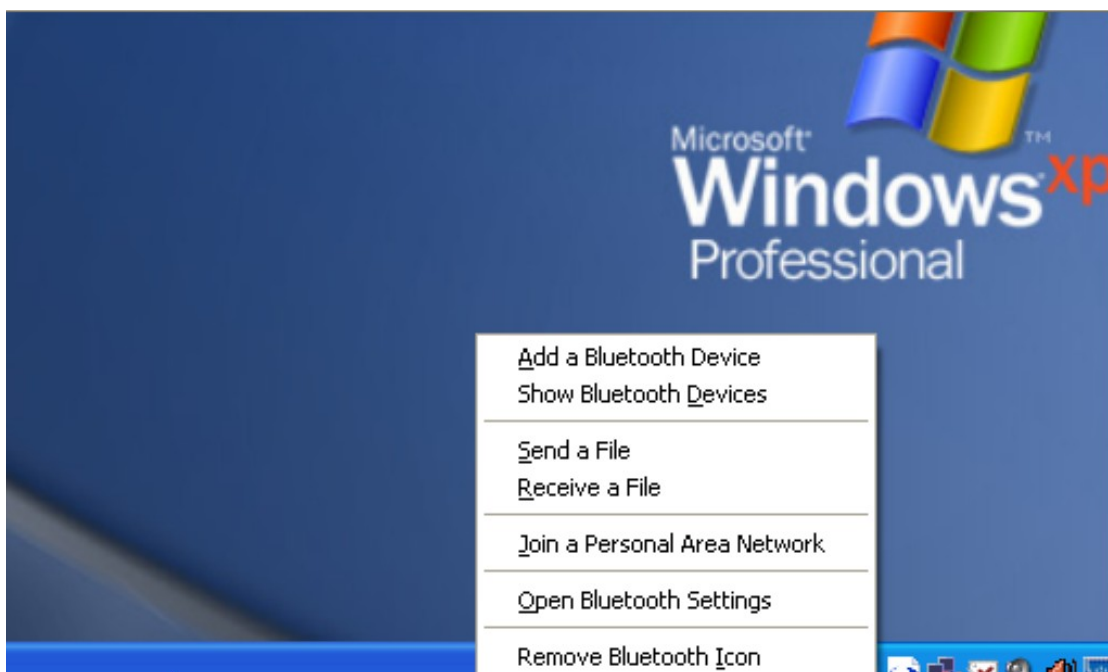 Microsoft®
Windows xp
Professional
TM
Add a Bluetooth Device
Show Bluetooth Devices
Send a File
Receive a File
Join a Personal Area Network
Open Bluetooth Settings
Remove Bluetooth Icon